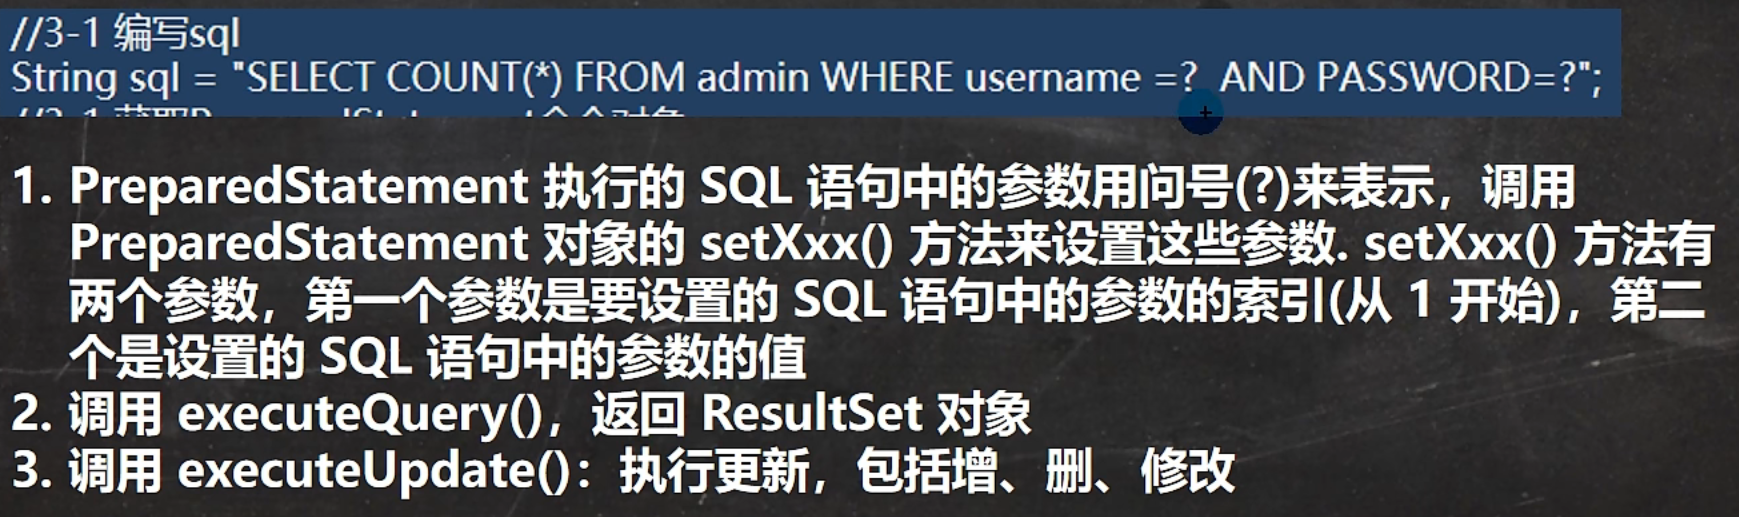 //3-1 编写sql
String sql = "SELECT COUNT(*) FROM admin WHERE username =?  AND PASSWORD=?";
1. PreparedStatement 执行的 SQL 语句中的参数用问号(?)来表示，调用
PreparedStatement 对象的 setXxx() 方法来设置这些参数. setXxx() 方法有
两个参数，第一个参数是要设置的 SQL 语句中的参数的索引(从 1 开始)，第二
个是设置的 SQL 语句中的参数的值
2. 调用 executeQuery()，返回 ResultSet 对象
3. 调用 executeUpdate()：执行更新，包括增、删、修改